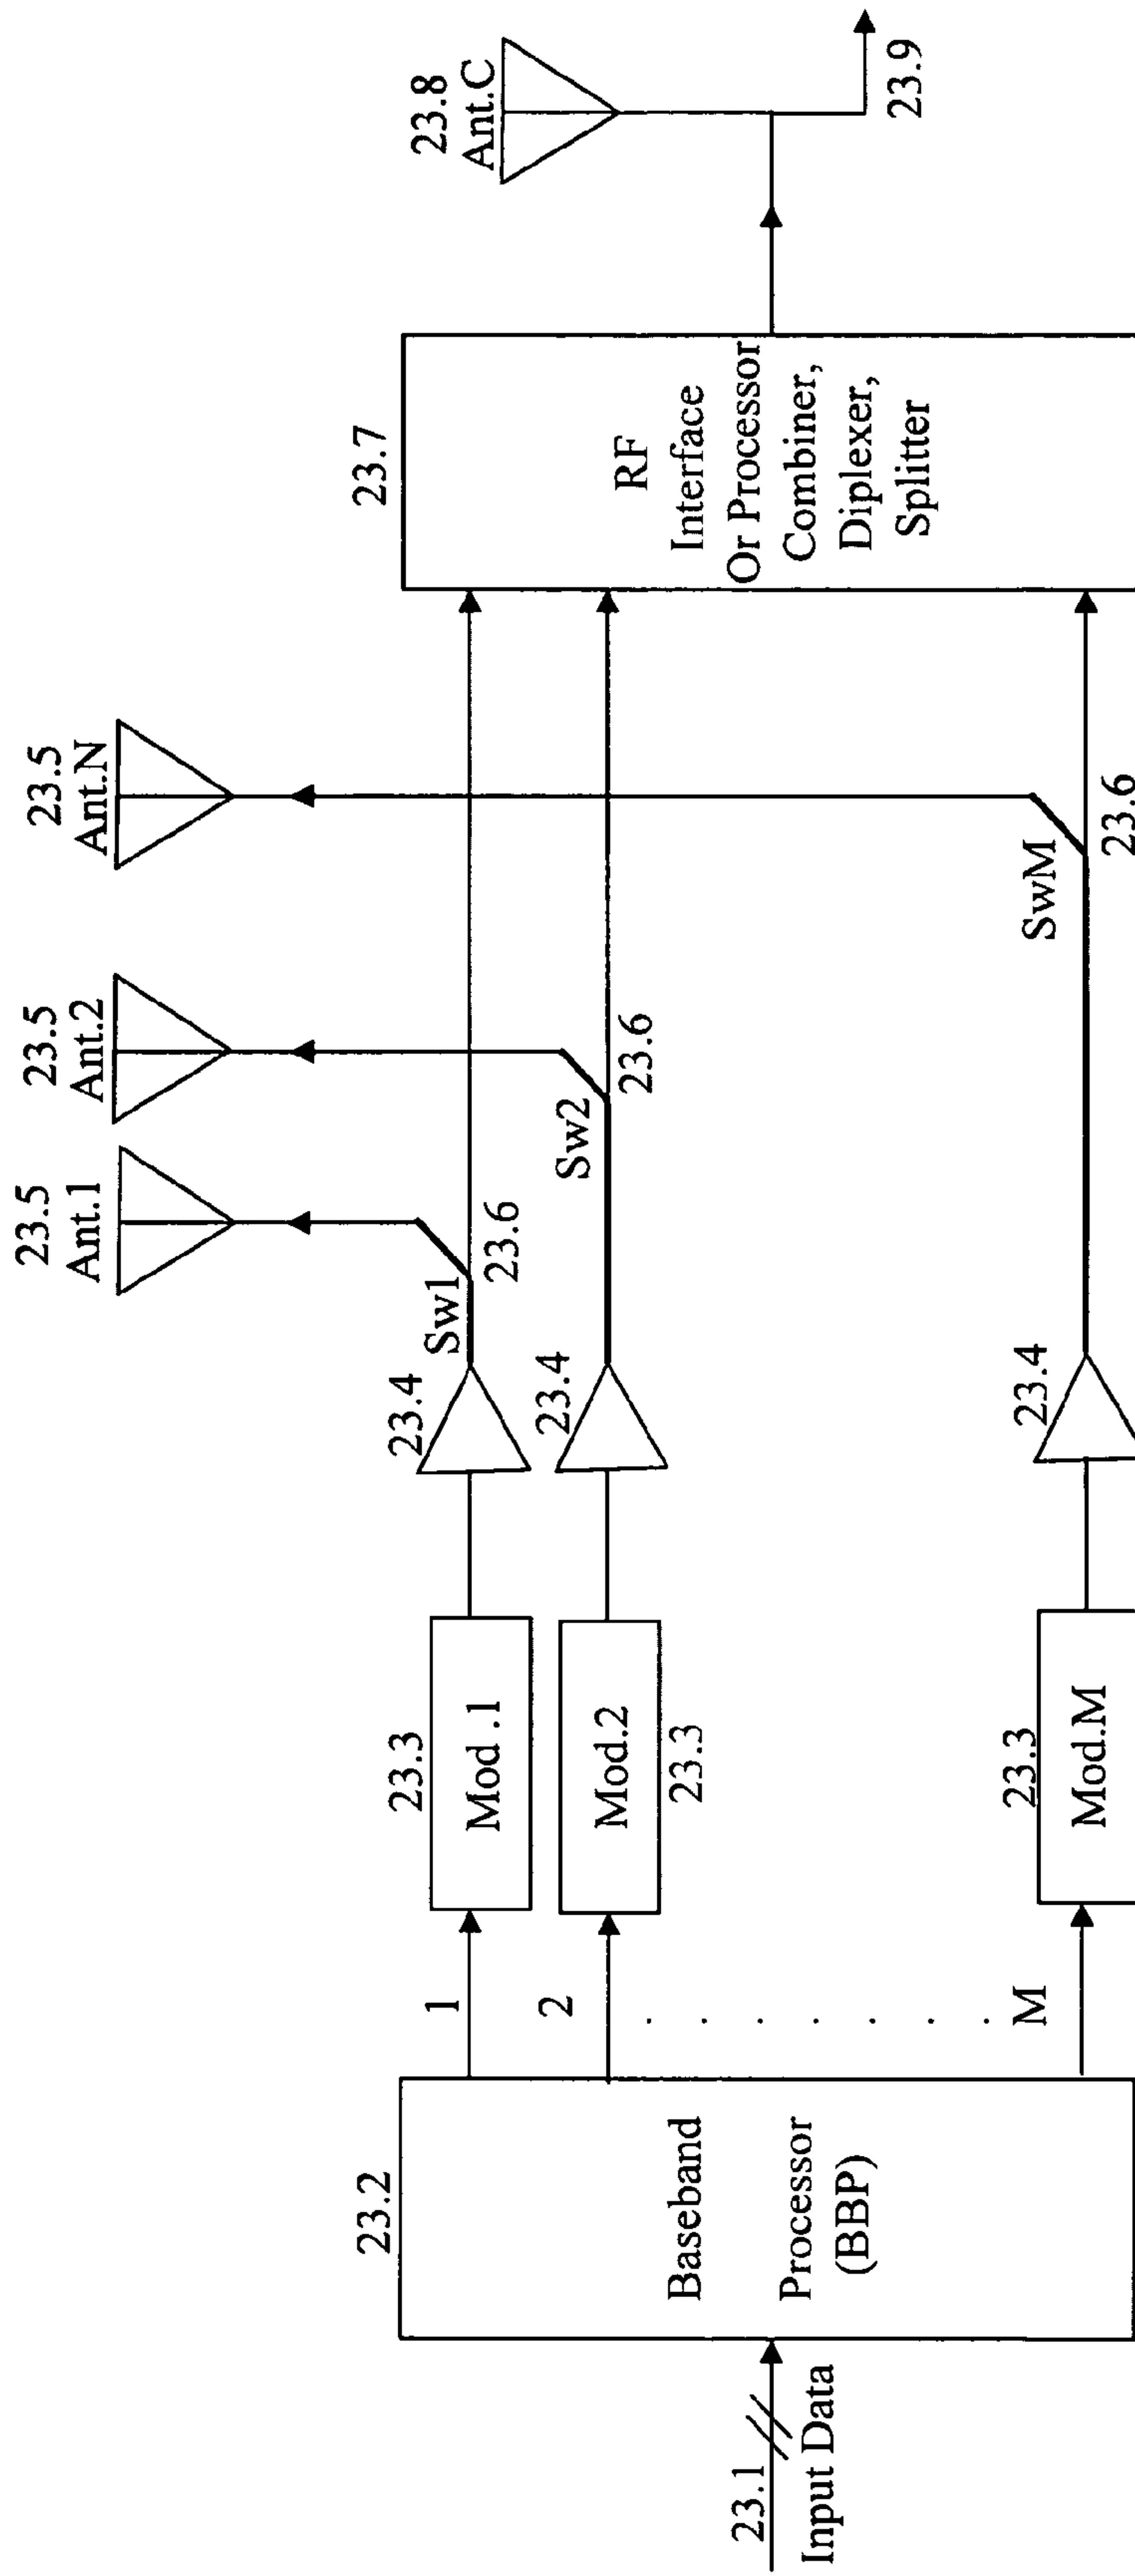 23.1
Input Data
23.2
Baseband
Processor
(BBP)
1
2
. . . . . . .
M
23.3
Mod .1
Mod.2
23.3
23.3
Mod.M
23.4
23.4
23.4
Sw1
23.6
Sw2
23.6
SwM
23.6
23.5
Ant.1
23.5
Ant.2
23.5
Ant.N
23.7
RF
Interface
Or Processor
Combiner,
Diplexer,
Splitter
23.8
Ant.C
23.9